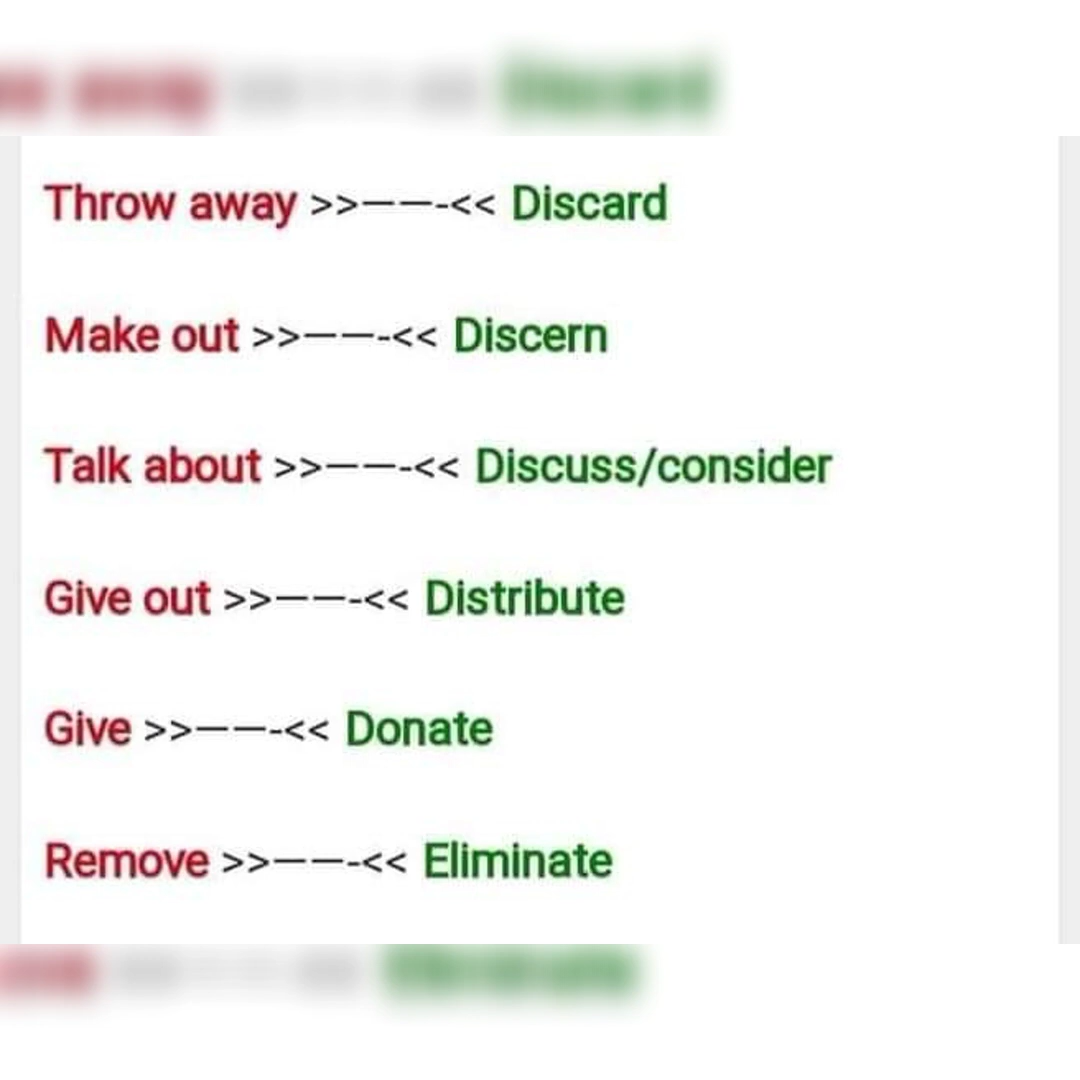 Throw away >>———-<< Discard
Make out >>———-<< Discern
Talk about >>———-<< Discuss/consider
Give out >>———-<< Distribute
Give >>———-<< Donate
Remove >>———-<< Eliminate